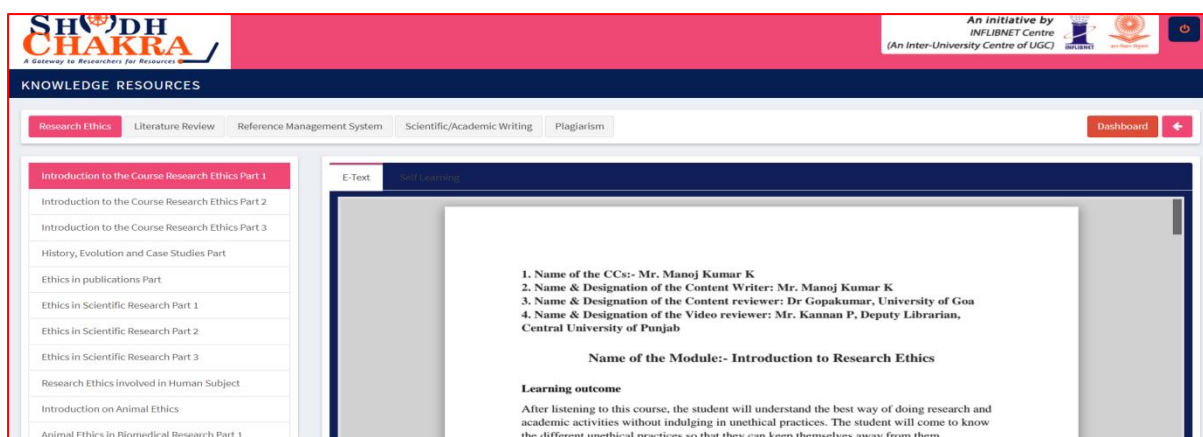 SHODH
CHAKRA
A Gateway to Researchers for Resources
An initiative by
INFLIBNET Centre
(An Inter-University Centre of UGC)
INFLIBNET
KNOWLEDGE RESOURCES
Research Ethics Literature Review Reference Management System Scientific/Academic Writing Plagiarism Dashboard
Introduction to the Course Research Ethics Part 1
Introduction to the Course Research Ethics Part 2
Introduction to the Course Research Ethics Part 3
History, Evolution and Case Studies Part
Ethics in publications Part
Ethics in Scientific Research Part 1
Ethics in Scientific Research Part 2
Ethics in Scientific Research Part 3
Research Ethics involved in Human Subject
Introduction on Animal Ethics
Animal Ethics in Biomedical Research Part 1
E-Text Self Learning
1. Name of the CCs:- Mr. Manoj Kumar K
2. Name & Designation of the Content Writer: Mr. Manoj Kumar K
3. Name & Designation of the Content reviewer: Dr Gopakumar, University of Goa
4. Name & Designation of the Video reviewer: Mr. Kannan P, Deputy Librarian,
Central University of Punjab
Name of the Module:- Introduction to Research Ethics
Learning outcome
After listening to this course, the student will understand the best way of doing research and
academic activities without indulging in unethical practices. The student will come to know
the different unethical practices so that they can keep themselves away from them.